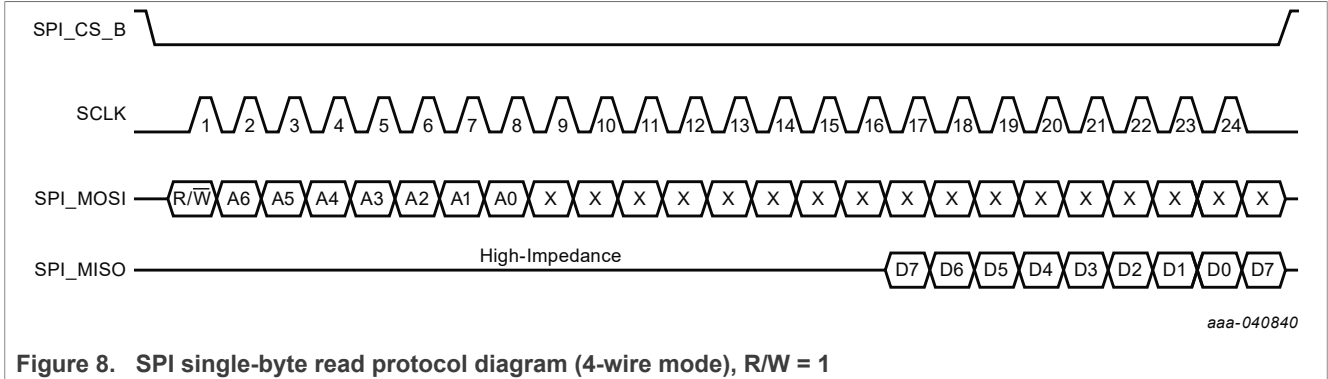 SPI_CS_B
SCLK 1 2 3 4 5 6 7 8 9 10 11 12 13 14 15 16 17 18 19 20 21 22 23 24
SPI_MOSI R/W̅ A6 A5 A4 A3 A2 A1 A0 X X X X X X X X X X X X X X X X X
High-Impedance
SPI_MISO D7 D6 D5 D4 D3 D2 D1 D0 D7
aaa-040840
Figure 8. SPI single-byte read protocol diagram (4-wire mode), R/W = 1